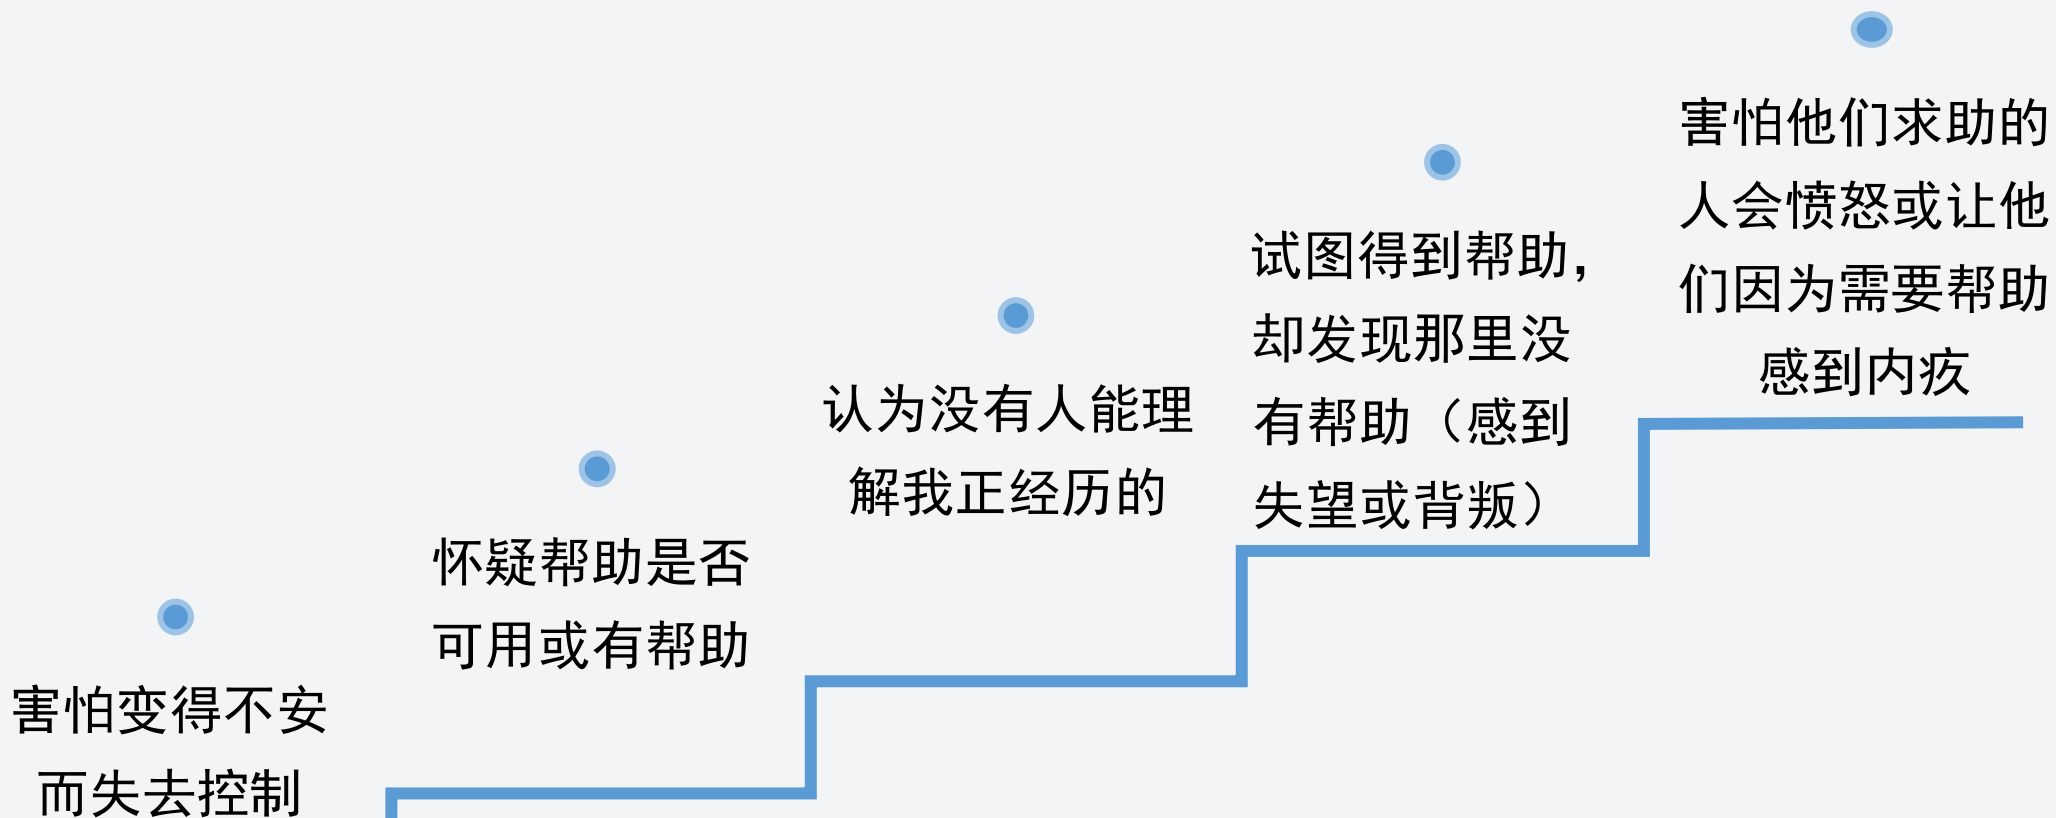 害怕变得不安
而失去控制
怀疑帮助是否
可用或有帮助
认为没有人能理
解我正经历的
试图得到帮助，
却发现那里没
有帮助（感到
失望或背叛）
害怕他们求助的
人会愤怒或让他
们因为需要帮助
感到内疚